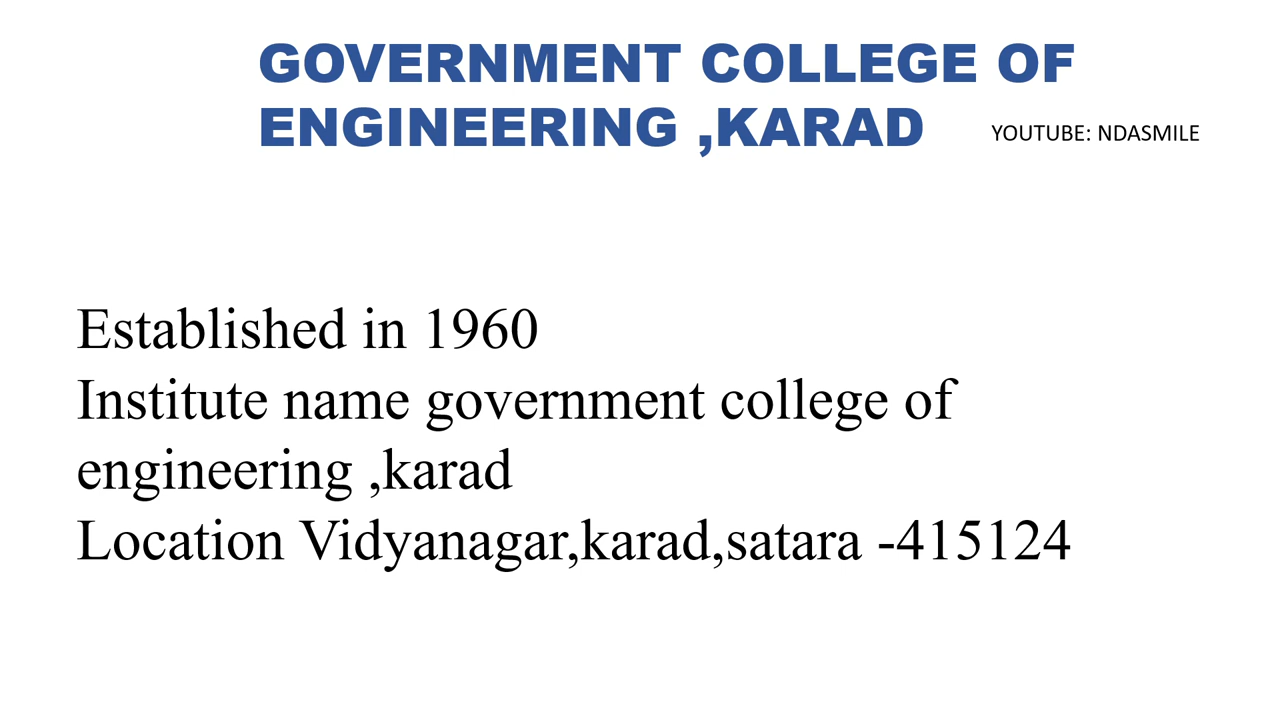 GOVERNMENT COLLEGE OF
ENGINEERING ,KARAD
YOUTUBE: NDASMILE
Established in 1960
Institute name government college of
engineering ,karad
Location Vidyanagar,karad,satara -415124